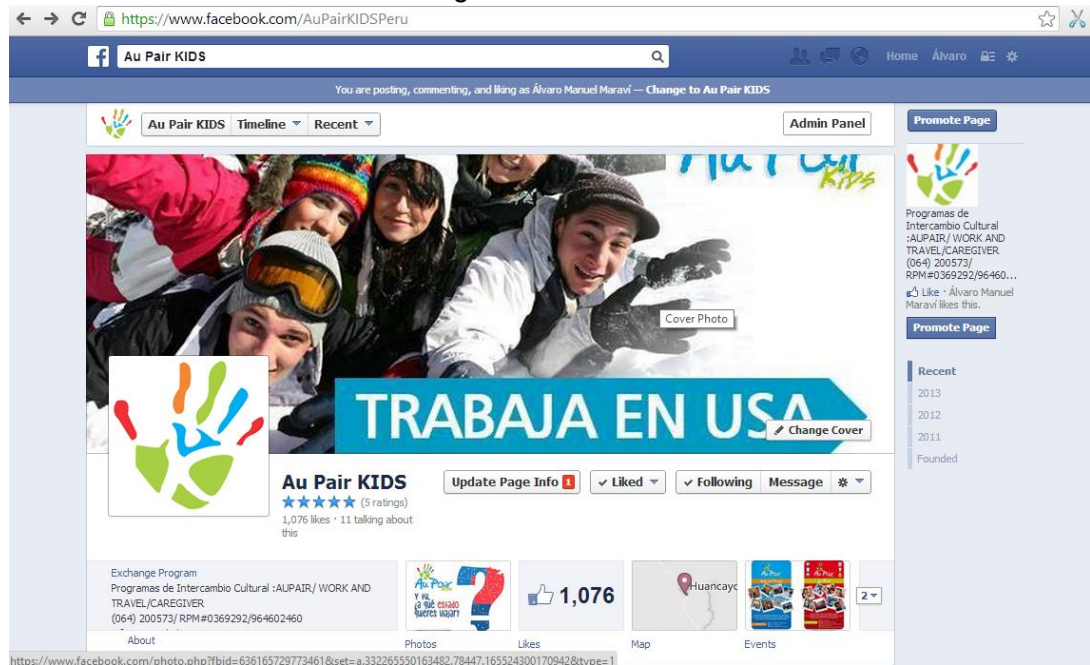 https://www.facebook.com/AuPairKIDSPeru
Au Pair KIDS
Home Álvaro
You are posting, commenting, and liking as Álvaro Manuel Maraví — Change to Au Pair KIDS
Au Pair KIDS Timeline Recent
Admin Panel
Promote Page
Au Pair
Kids
Cover Photo
TRABAJA EN USA
Change Cover
Au Pair KIDS
(5 ratings)
1,076 likes · 11 talking about
this
Update Page Info 1
Liked
Following Message
Exchange Program
Programas de Intercambio Cultural :AUPAIR/ WORK AND
TRAVEL/CAREGIVER
(064) 200573/ RPM#0369292/964602460
About
Au Pair
Y tú,
¿a qué estado
quieres viajar?
Photos
1,076
Likes
Huancayo
Map
Au Pair
Au Pair
Events
2
Programas de
Intercambio Cultural
:AUPAIR/ WORK AND
TRAVEL/CAREGIVER
(064) 200573/
RPM#0369292/96460...
Like · Álvaro Manuel
Maraví likes this.
Promote Page
Recent
2013
2012
2011
Founded
https://www.facebook.com/photo.php?fbid=636165729773461&set=a.332265550163482.78447.165524300170942&type=1